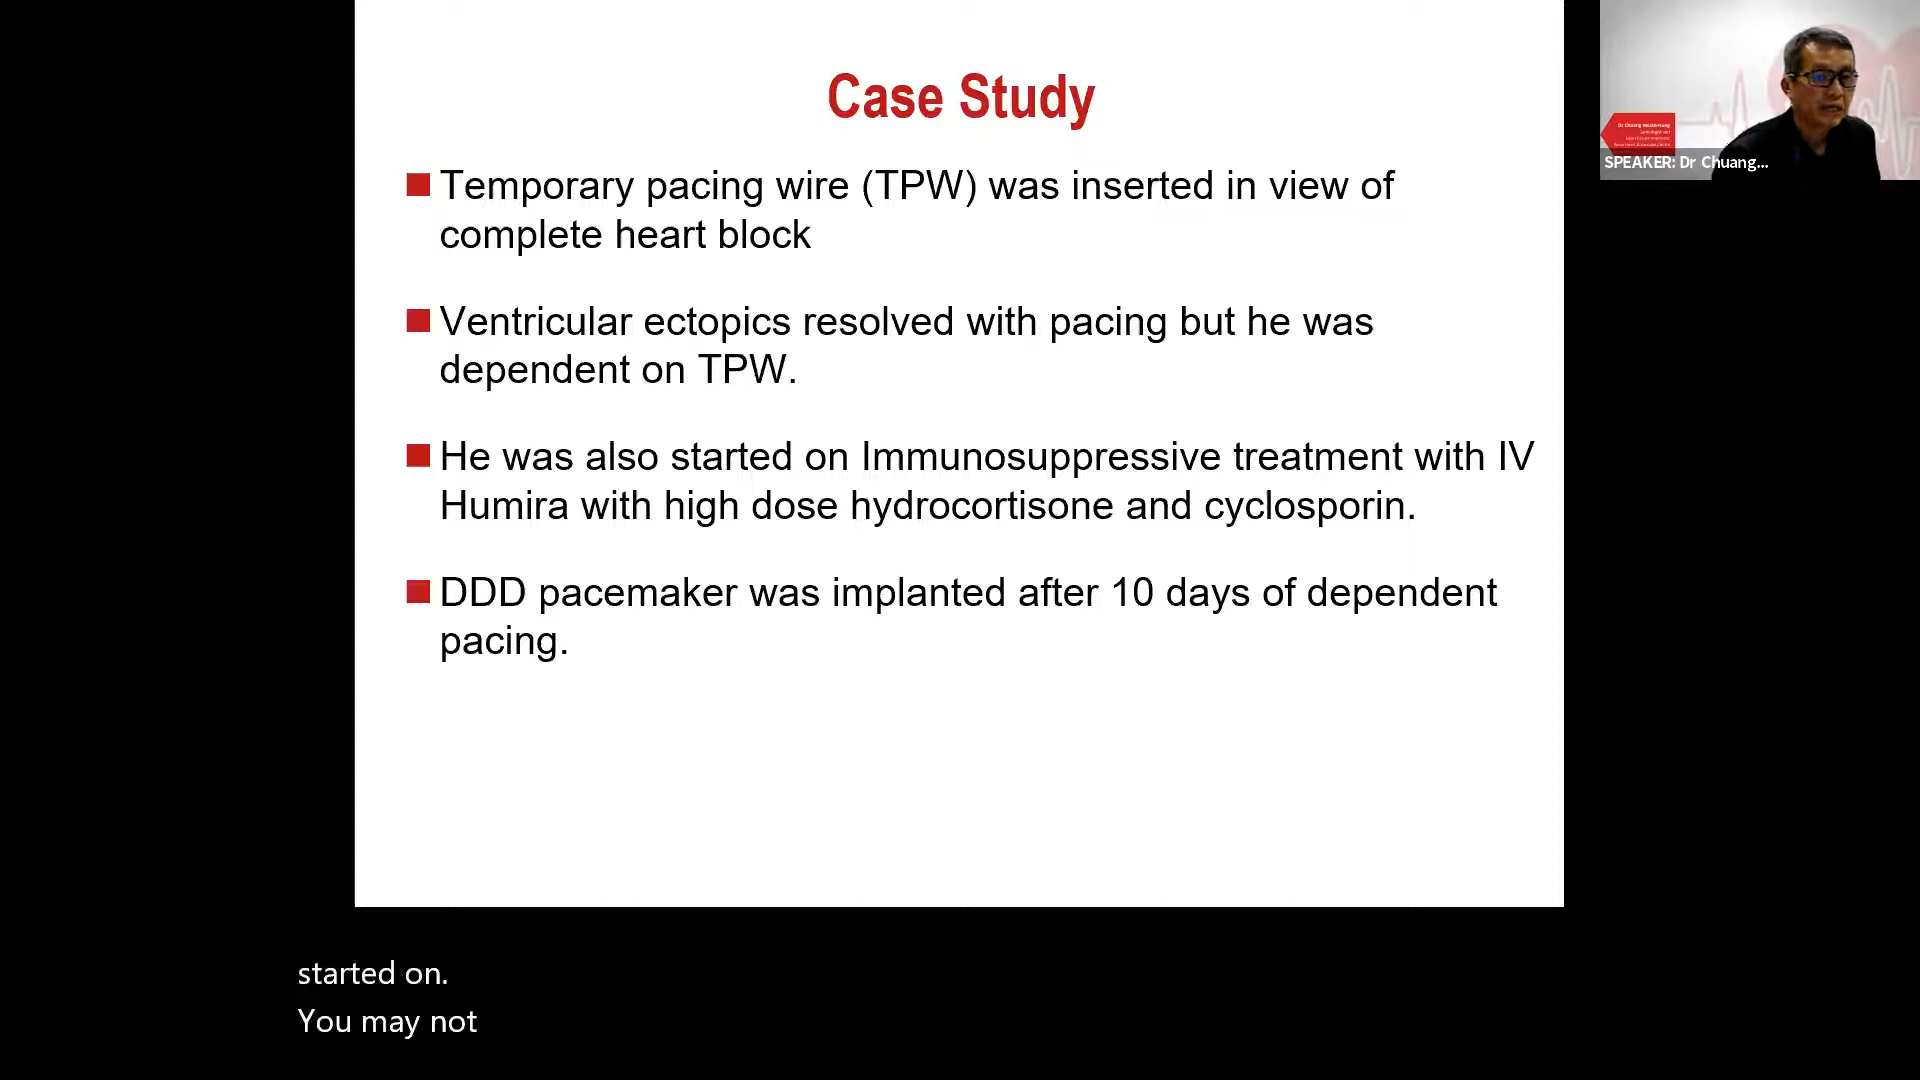 Case Study
Temporary pacing wire (TPW) was inserted in view of
complete heart block
Ventricular ectopics resolved with pacing but he was
dependent on TPW.
He was also started on Immunosuppressive treatment with IV
Humira with high dose hydrocortisone and cyclosporin.
DDD pacemaker was implanted after 10 days of dependent
pacing.
SPEAKER: Dr Chuang...
started on.
You may not